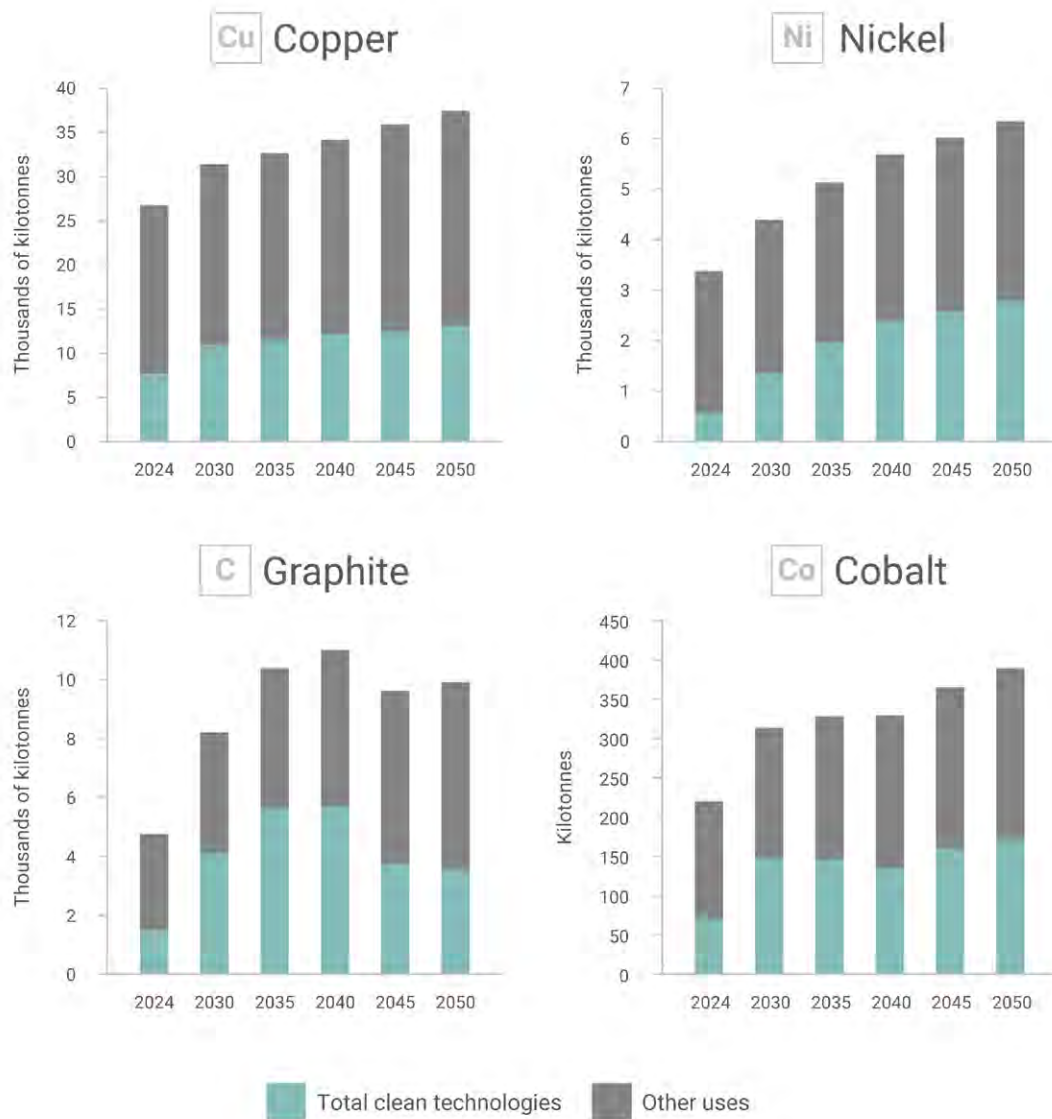 Cu Copper
Thousands of kilotonnes
40
35
30
25
20
15
10
5
0
2024 2030 2035 2040 2045 2050
Ni Nickel
Thousands of kilotonnes
7
6
5
4
3
2
1
0
2024 2030 2035 2040 2045 2050
C Graphite
Thousands of kilotonnes
12
10
8
6
4
2
0
2024 2030 2035 2040 2045 2050
Co Cobalt
Kilotonnes
450
400
350
300
250
200
150
100
50
0
2024 2030 2035 2040 2045 2050
Total clean technologies Other uses